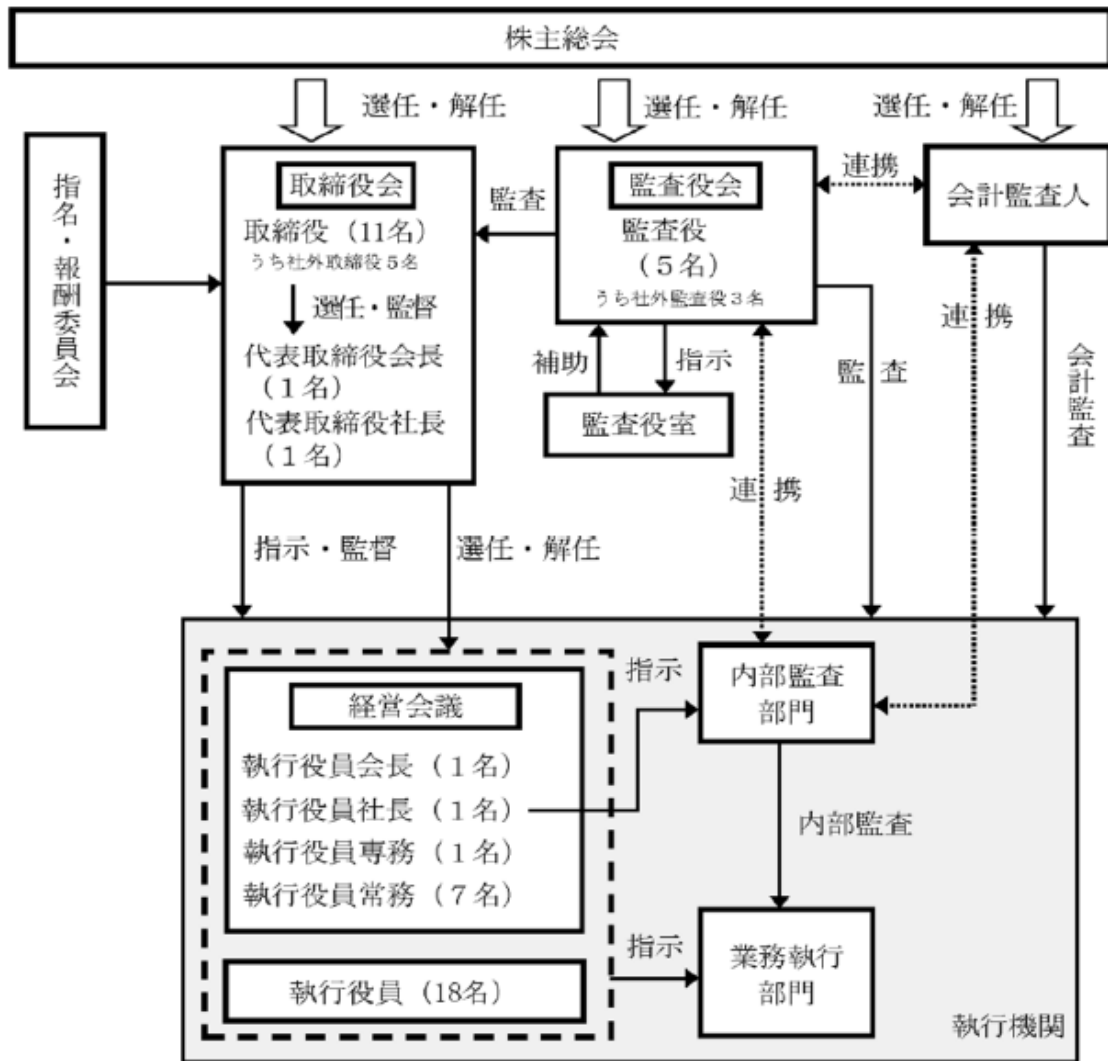 株主総会
選任・解任
選任・解任
選任・解任
指名・報酬委員会
取締役会
取締役（11名）
うち社外取締役５名
選任・監督
代表取締役会長
（１名）
代表取締役社長
（１名）
監査
監査役会
監査役
（５名）
うち社外監査役３名
連携
会計監査人
補助
指示
監査役室
監査
連携
会計監査
連携
指示・監督
選任・解任
経営会議
執行役員会長（１名）
執行役員社長（１名）
執行役員専務（１名）
執行役員常務（７名）
執行役員（18名）
指示
内部監査
部門
内部監査
指示
業務執行
部門
執行機関